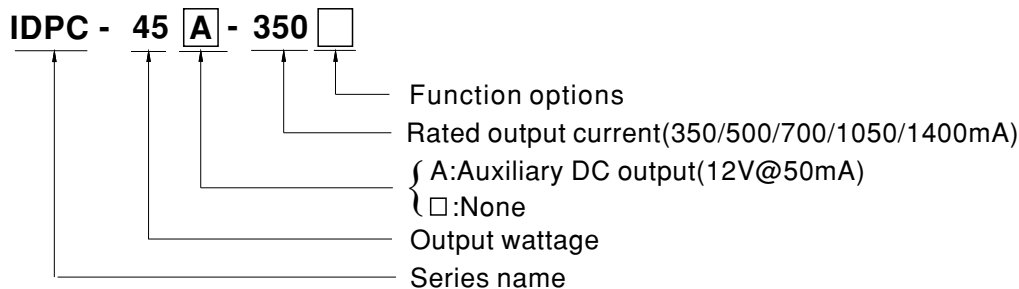 IDPC - 45 A - 350
Function options
Rated output current(350/500/700/1050/1400mA)
A:Auxiliary DC output(12V@50mA)
□:None
Output wattage
Series name